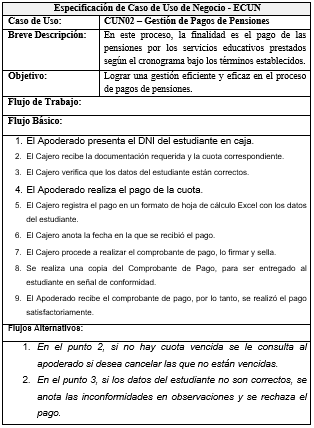 Especificación de Caso de Uso de Negocio - ECUN
Caso de Uso: CUN02 – Gestión de Pagos de Pensiones
Breve Descripción: En este proceso, la finalidad es el pago de las
pensiones por los servicios educativos prestados
según el cronograma bajo los términos establecidos.
Objetivo: Lograr una gestión eficiente y eficaz en el proceso
de pagos de pensiones.
Flujo de Trabajo:
Flujo Básico:
1. El Apoderado presenta el DNI del estudiante en caja.
2. El Cajero recibe la documentación requerida y la cuota correspondiente.
3. El Cajero verifica que los datos del estudiante están correctos.
4. El Apoderado realiza el pago de la cuota.
5. El Cajero registra el pago en un formato de hoja de cálculo Excel con los datos
del estudiante.
6. El Cajero anota la fecha en la que se recibió el pago.
7. El Cajero procede a realizar el comprobante de pago, lo firmar y sella.
8. Se realiza una copia del Comprobante de Pago, para ser entregado al
estudiante en señal de conformidad.
9. El Apoderado recibe el comprobante de pago, por lo tanto, se realizó el pago
satisfactoriamente.
Flujos Alternativos:
1. En el punto 2, si no hay cuota vencida se le consulta al
apoderado si desea cancelar las que no están vencidas.
2. En el punto 3, si los datos del estudiante no son correctos, se
anota las inconformidades en observaciones y se rechaza el
pago.